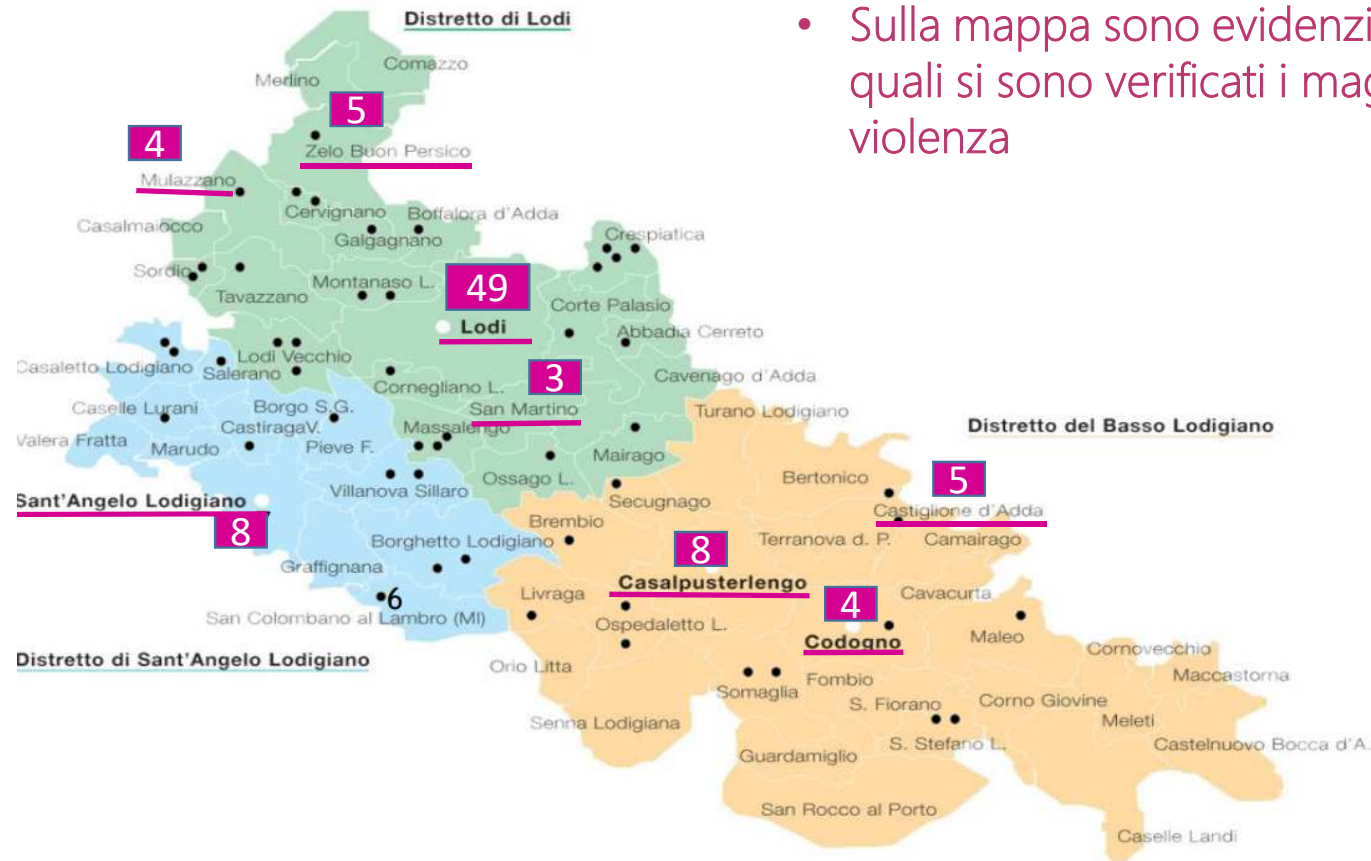 Distretto di Lodi
• Sulla mappa sono evidenzi
quali si sono verificati i mag
violenza
Comazzo
Merlino
5
4
Zelo Buon Persico
Mulazzano
Cervignano
Boffalora d'Adda
Casalmaiocco
Galgagnano
Crespiatica
Sordio
Montanaso L.
49
Tavazzano
Corte Palasio
Lodi
Abbadia Cerreto
Lodi Vecchio
Casaletto Lodigiano
Salerano
Cornegliano L.
3
Cavenago d'Adda
Caselle Lurani
Borgo S.G.
San Martino
Turano Lodigiano
CastiragaV.
Massalengo
Distretto del Basso Lodigiano
Valera Fratta
Marudo
Pieve F.
Mairago
Ossago L.
Bertonico
5
Villanova Sillaro
Sant'Angelo Lodigiano
Secugnago
Castiglione d'Adda
8
Brembio
Borghetto Lodigiano
8
Terranova d. P.
Camairago
Graffignana
Casalpusterlengo
6
Livraga
4
Cavacurta
San Colombano al Lambro (MI)
Ospedaletto L.
Codogno
Maleo
Cornovecchio
Distretto di Sant'Angelo Lodigiano
Orio Litta
Maccastorna
Somaglia
Fombio
S. Fiorano
Corno Giovine
Senna Lodigiana
Meleti
S. Stefano L.
Castelnuovo Bocca d'A.
Guardamiglio
San Rocco al Porto
Caselle Landi